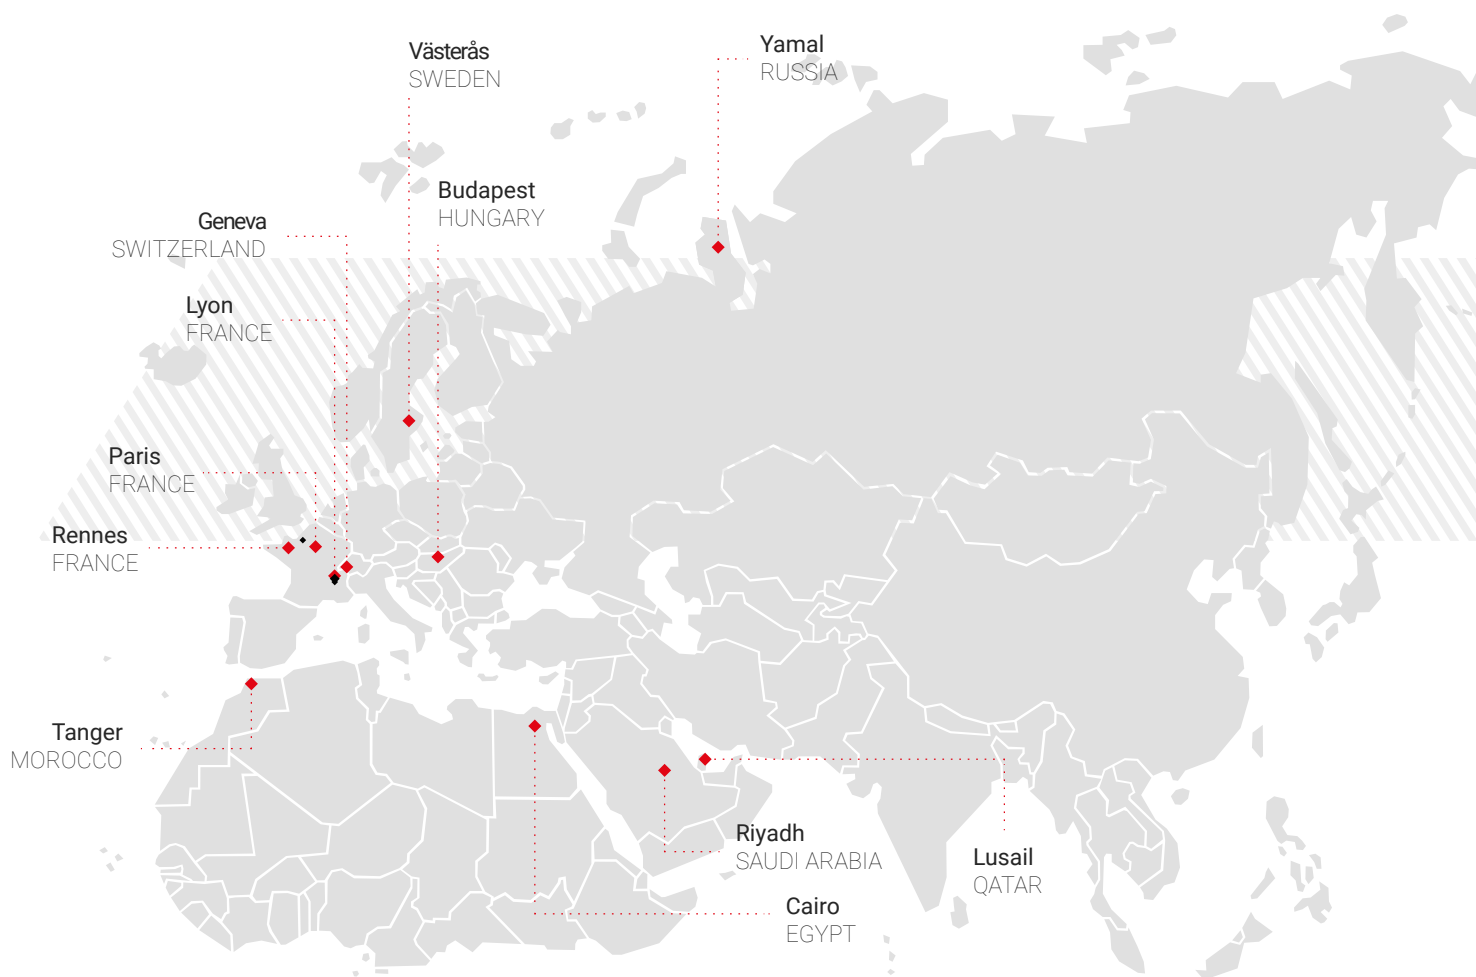 Yamal
RUSSIA
Västerås
SWEDEN
Budapest
HUNGARY
Geneva
SWITZERLAND
Lyon
FRANCE
Paris
FRANCE
Rennes
FRANCE
Tanger
MOROCCO
Riyadh
SAUDI ARABIA
Lusail
QATAR
Cairo
EGYPT